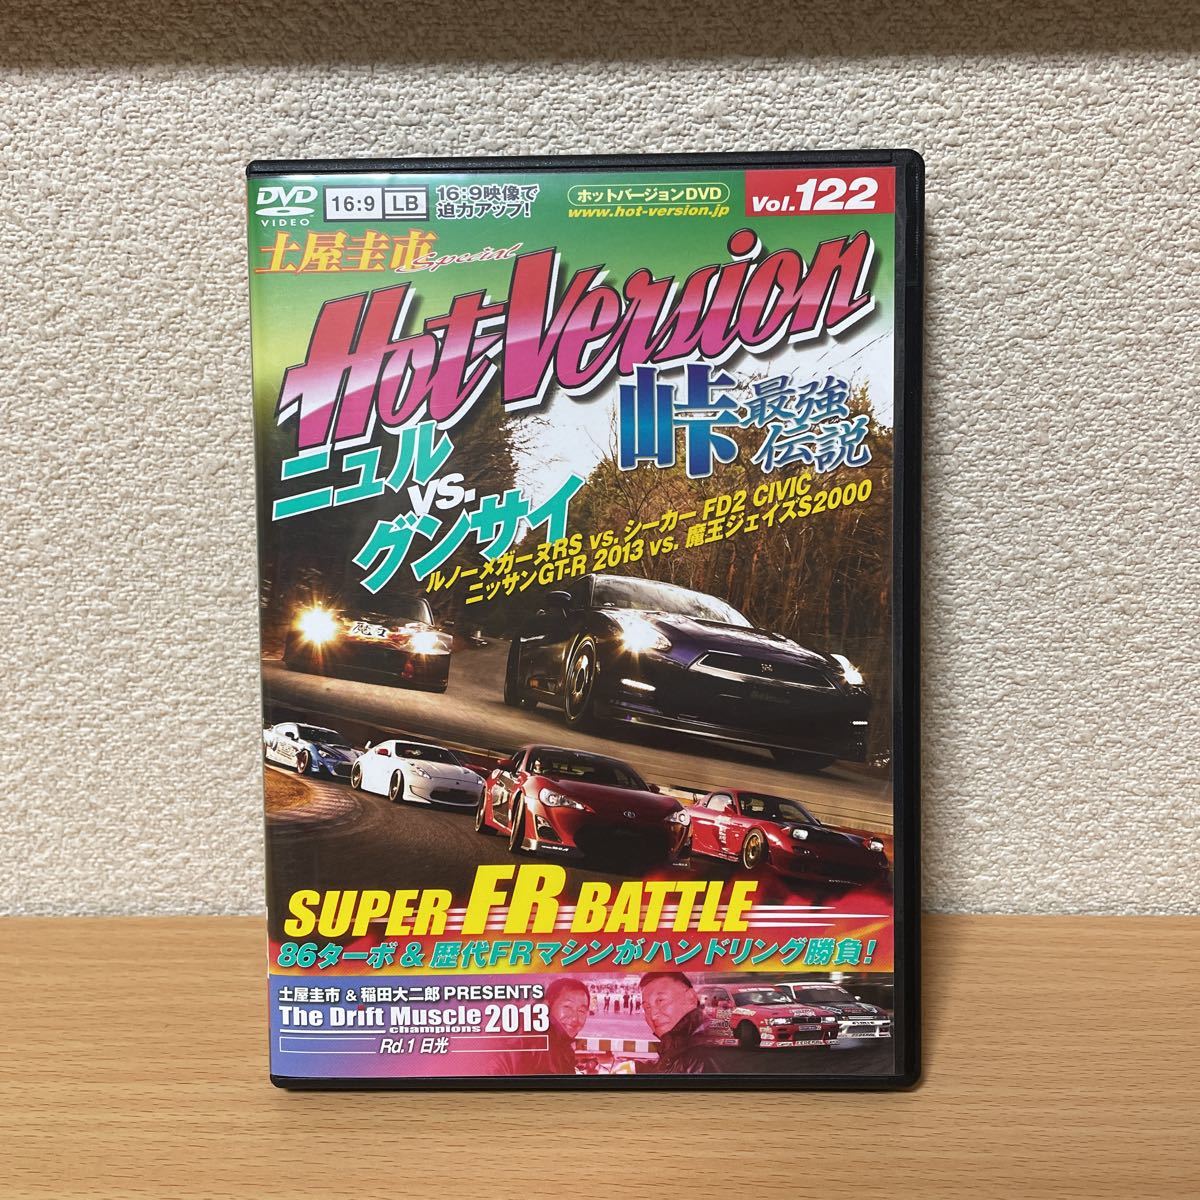 DVD
VIDEO
16:9 LB
16:9映像で
迫力アップ!
ホットバージョンDVD
www.hot-version.jp
Vol.122
土屋圭市
Special
Hot-Version
峠 最強
伝説
ニュル
vs.
グンサイ
ルノーメガーヌRS vs. シーカー FD2 CIVIC
ニッサンGT-R 2013 vs. 魔王ジェイズS2000
魔王
SUPER FR BATTLE
86ターボ & 歴代FRマシンがハンドリング勝負!
土屋圭市 & 稲田大二郎 PRESENTS
The Drift Muscle 2013
champions
Rd.1 日光